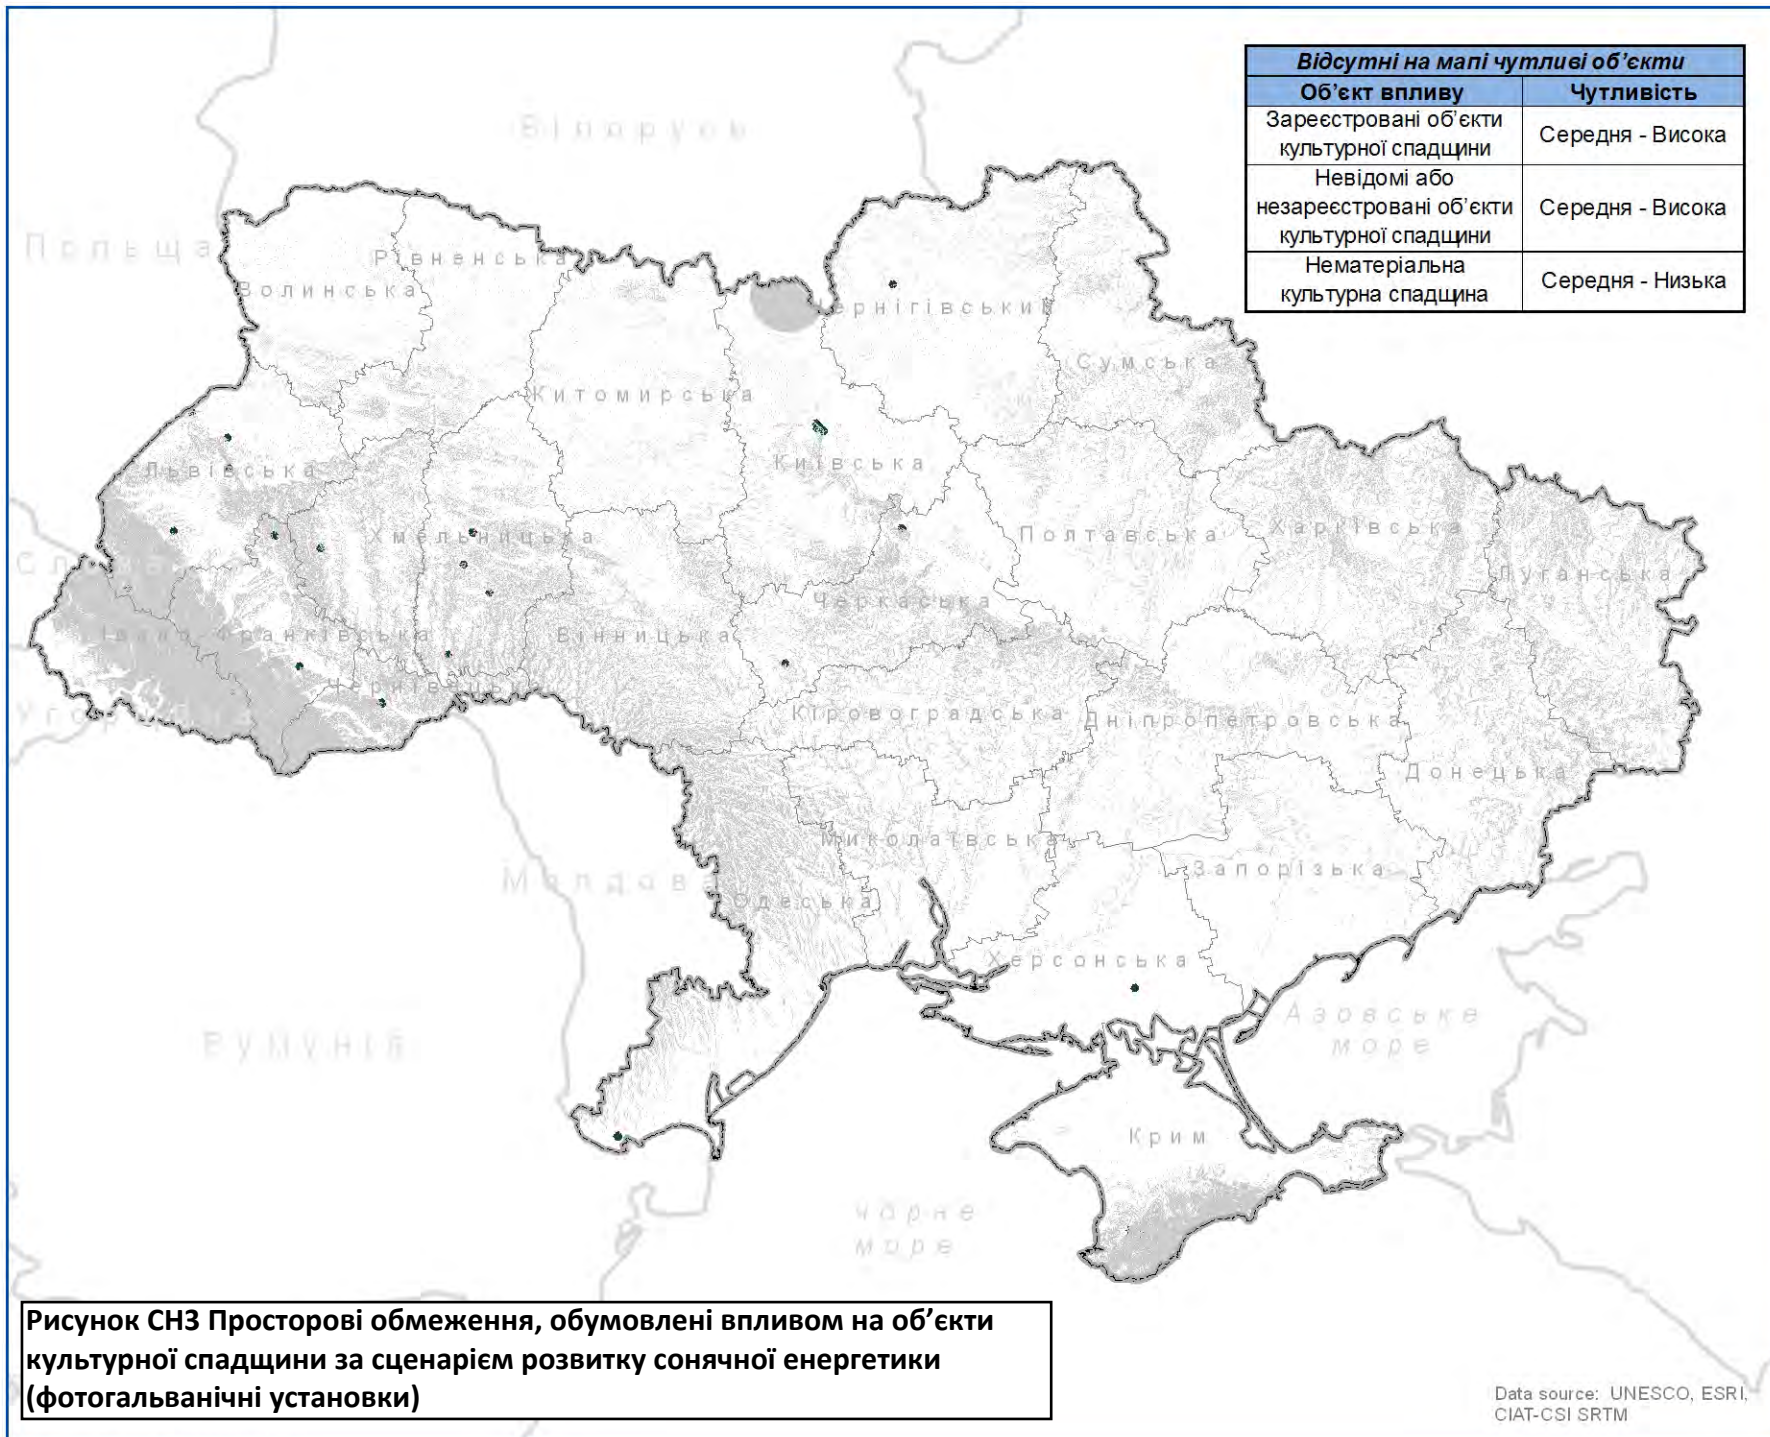 Відсутні на мапі чутливі об’єкти
Об’єкт впливу
Чутливість
Зареєстровані об’єкти
культурної спадщини
Середня - Висока
Невідомі або
незареєстровані об’єкти
культурної спадщини
Середня - Висока
Нематеріальна
культурна спадщина
Середня - Низька
Білорусь
Польща
Рівненська
Волинська
Чернігівський
Сумська
Китомирська
Київська
Львівська
Хмельницька
Полтавська
Харківська
Луганська
Черкаська
Івано-Франківська
Вінницька
Чернівецька
Кіровоградська
Дніпропетровська
Донецька
Миколаївська
Запорізька
Молдова
Одеська
Херсонська
Азовське
море
Крим
Чорне
море
Рисунок СН3 Просторові обмеження, обумовлені впливом на об’єкти
культурної спадщини за сценарієм розвитку сонячної енергетики
(фотогальванічні установки)
Data source: UNESCO, ESRI,
CIAT-CSI SRTM